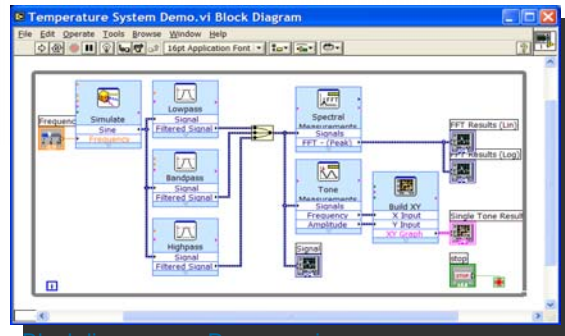 Temperature System Demo.vi Block Diagram
File Edit Operate Tools Browse Window Help
16pt Application Font
Frequenc
Simulate
Sine
Frequency
Lowpass
Signal
Filtered Signal
Bandpass
Signal
Filtered Signal
Highpass
Signal
Filtered Signal
Spectral
Measurements
Signals
FFT - (Peak)
Tone
Measurements
Signals
Frequency
Amplitude
Build XY
X Input
Y Input
XY Graph
FFT Results (Lin)
FFT Results (Log)
Single Tone Result
Signal
stop
STOP
i